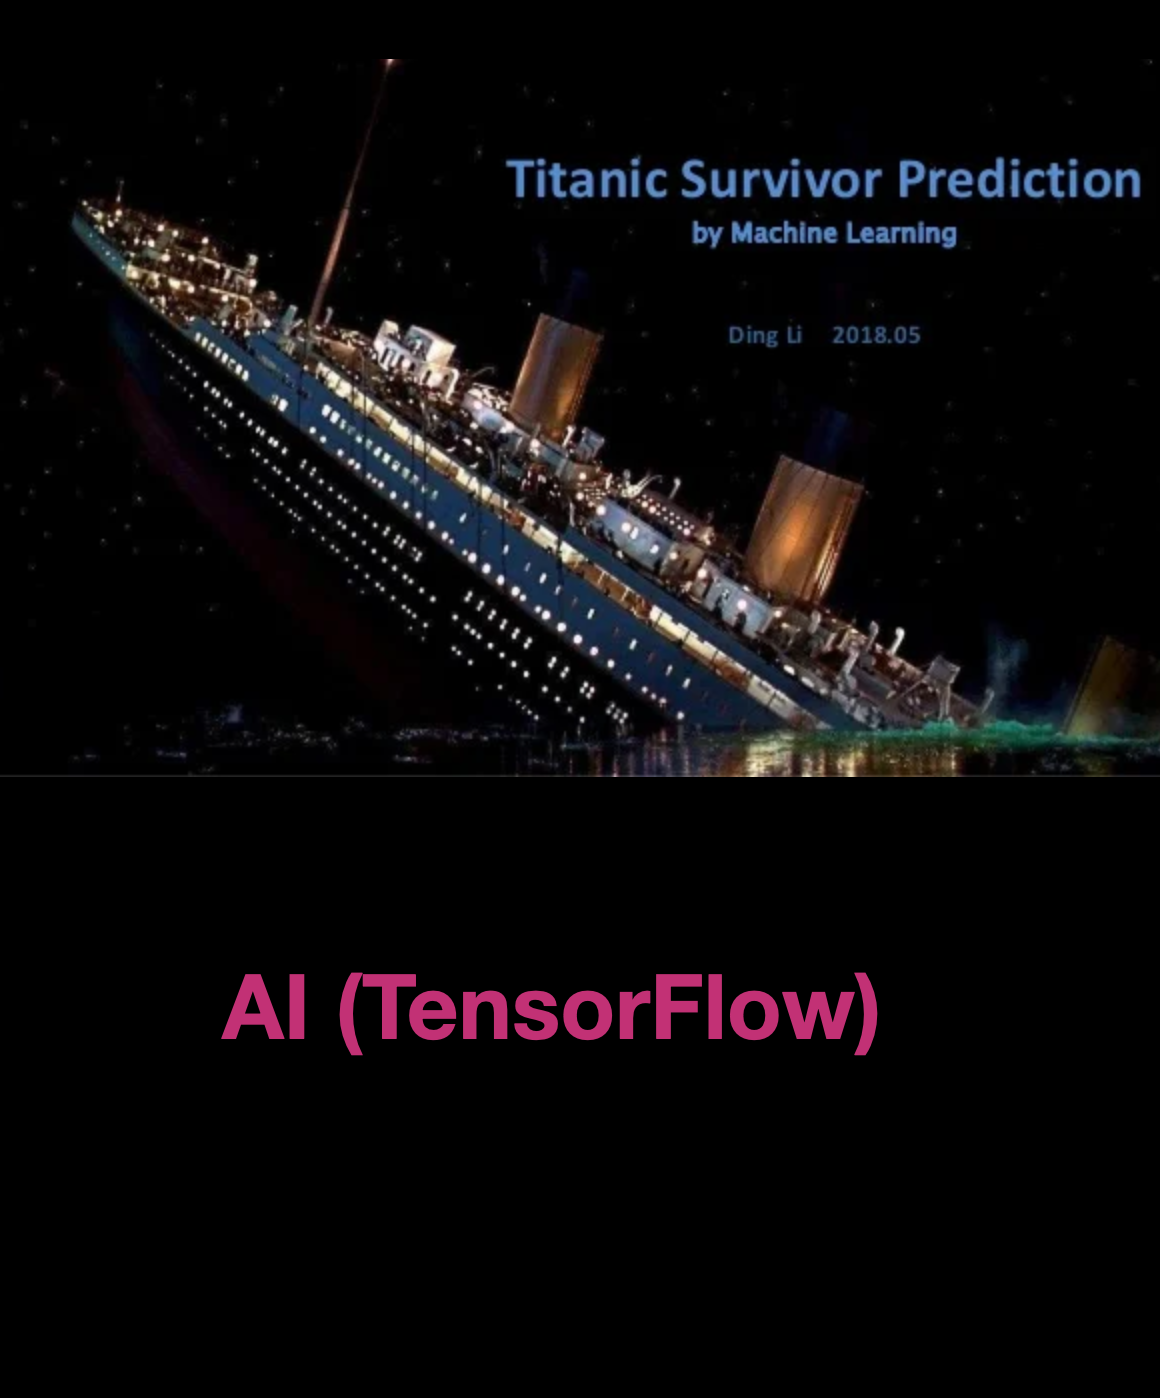 Titanic Survivor Prediction
by Machine Learning
Ding Li 2018.05
AI (TensorFlow)